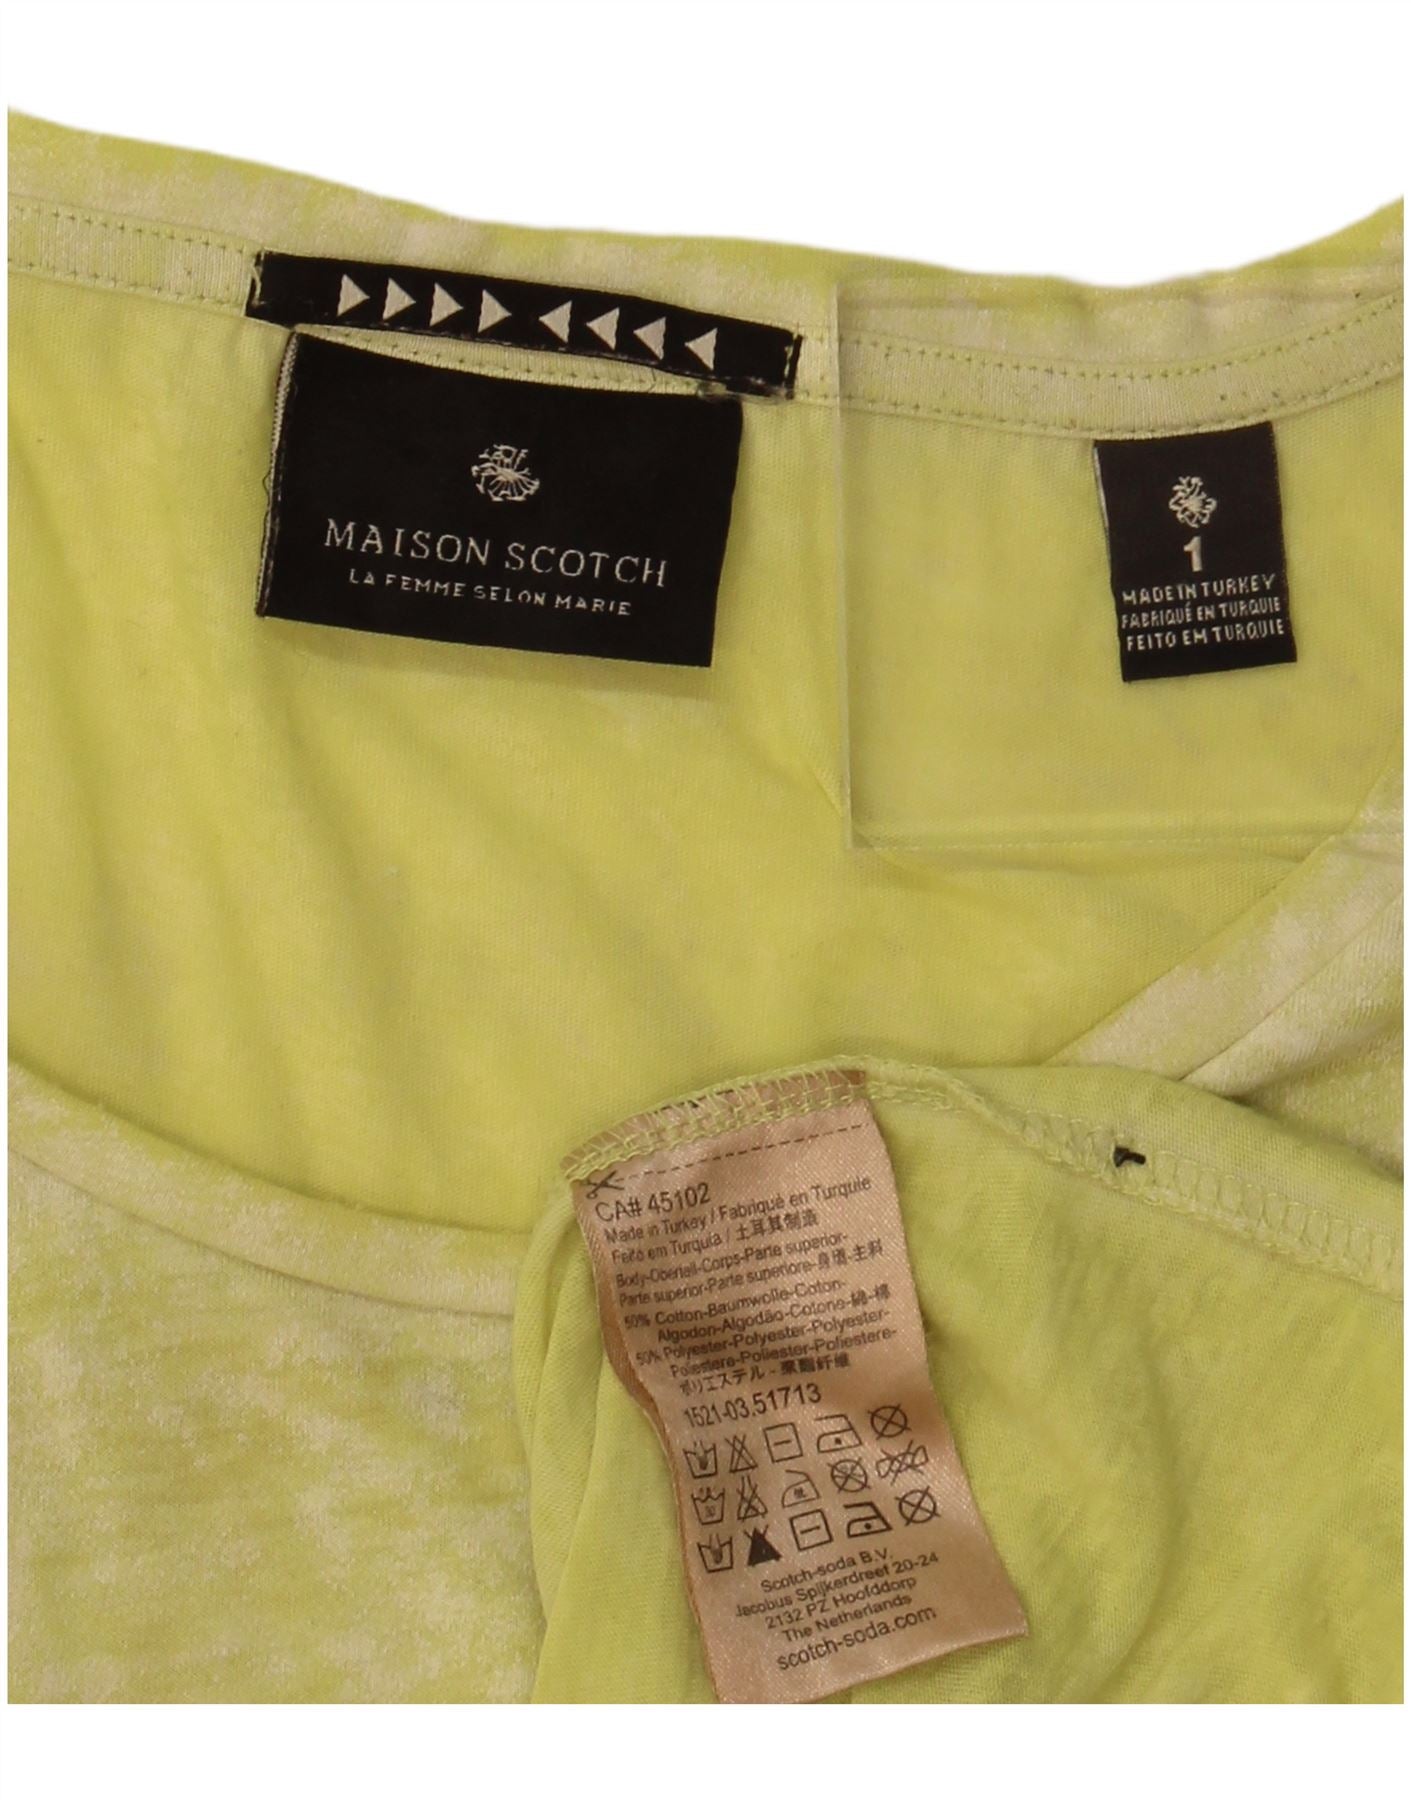 MAISON SCOTCH
LA FEMME SELON MARIE
1
MADE IN TURKEY
FABRIQUÉ EN TURQUIE
FEITO EM TURQUIE
CA# 45102
Made in Turkey / Fabriqué en Turquie
Feito em Turquia / 土耳其制造
Body-Oberteil-Corps-Parte superior-
Parte superior-Parte superiore-身頃-主料
50% Cotton-Baumwolle-Coton-
Algodon-Algodão-Cotone-綿-棉
50% Polyester-Polyester-Polyester-
Poliestere-Poliester-Poliestere-
ポリエステル - 聚酯纤维
1521-03.51713
Scotch-soda B.V.
Jacobus Spijkerdreef 20-24
2132 PZ Hoofddorp
The Netherlands
scotch-soda.com